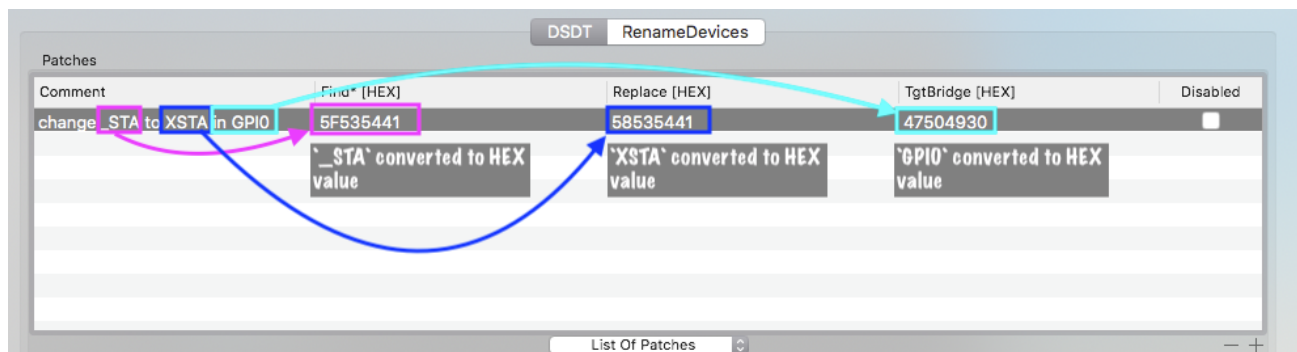 DSDT RenameDevices
Patches
Comment Find* [HEX] Replace [HEX] TgtBridge [HEX] Disabled
change _STA to XSTA in GPI0 5F535441 58535441 47504930
`_STA` converted to HEX `XSTA` converted to HEX `GPI0` converted to HEX
value value value
List Of Patches